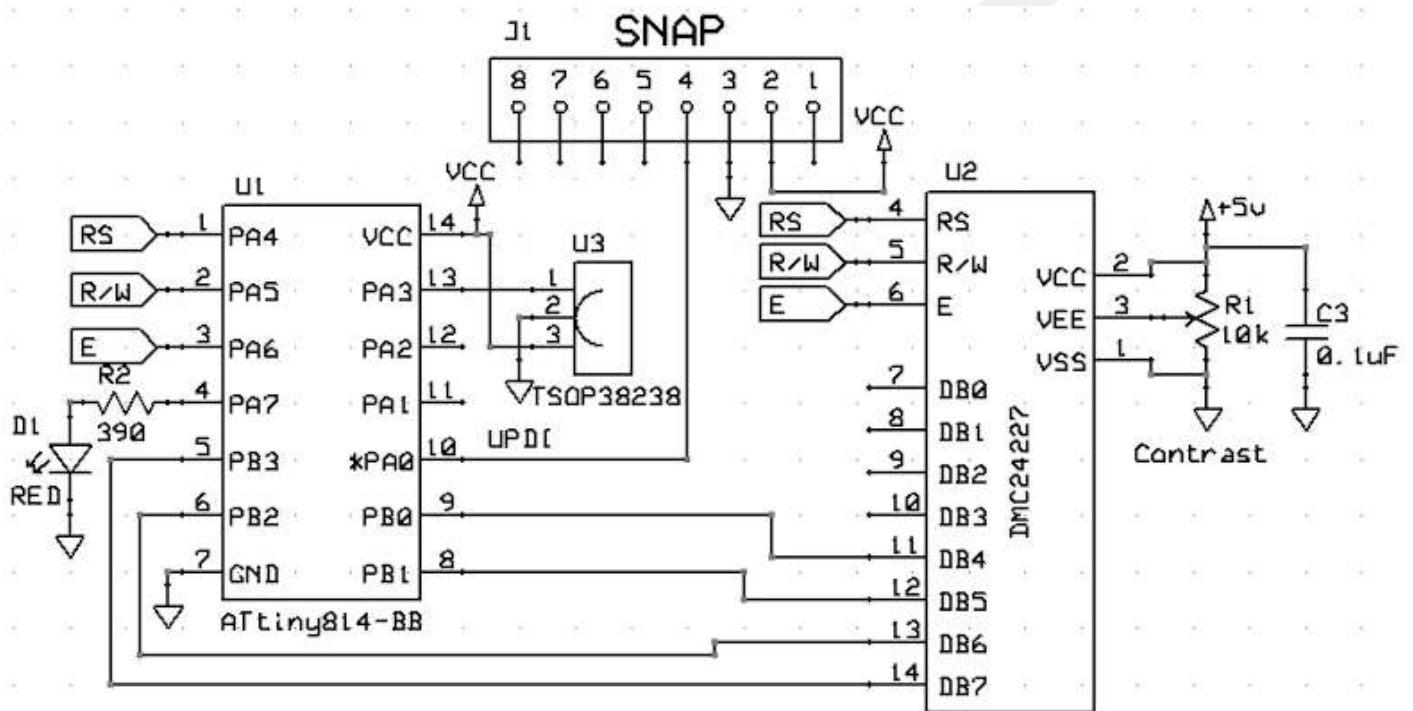 J1 SNAP
8 7 6 5 4 3 2 1
VCC
VCC
U1
U2
RS 1 PA4 VCC 14
R/W 2 PA5 PA3 13
E 3 PA6 PA2 12
R2
390
4 PA7 PA1 11
D1
RED
5 PB3 *PA0 10
UPDI
6 PB2 PB0 9
7 GND PB1 8
ATtiny814-BB
U3
1
2
3
TSOP38238
RS 4 RS
R/W 5 R/W
E 6 E
7 DB0
8 DB1
9 DB2
10 DB3
11 DB4
12 DB5
13 DB6
14 DB7
DMC24227
VCC 2
VEE 3
VSS 1
+5v
R1
10k
C3
0.1uF
Contrast